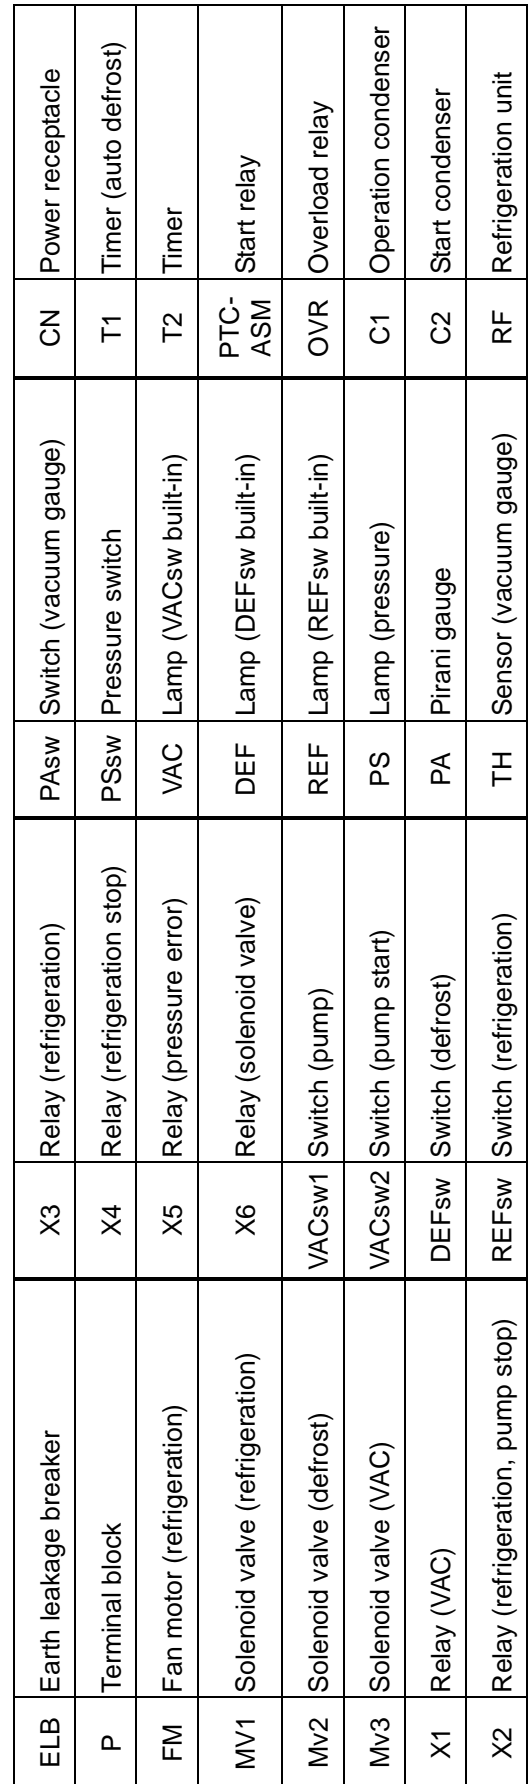 ELB Earth leakage breaker X3 Relay (refrigeration) PAsw Switch (vacuum gauge) CN Power receptacle
P Terminal block X4 Relay (refrigeration stop) PSsw Pressure switch T1 Timer (auto defrost)
FM Fan motor (refrigeration) X5 Relay (pressure error) VAC Lamp (VACsw built-in) T2 Timer
MV1 Solenoid valve (refrigeration) X6 Relay (solenoid valve) DEF Lamp (DEFsw built-in) PTC-
ASM Start relay
Mv2 Solenoid valve (defrost) VACsw1 Switch (pump) REF Lamp (REFsw built-in) OVR Overload relay
Mv3 Solenoid valve (VAC) VACsw2 Switch (pump start) PS Lamp (pressure) C1 Operation condenser
X1 Relay (VAC) DEFsw Switch (defrost) PA Pirani gauge C2 Start condenser
X2 Relay (refrigeration, pump stop) REFsw Switch (refrigeration) TH Sensor (vacuum gauge) RF Refrigeration unit